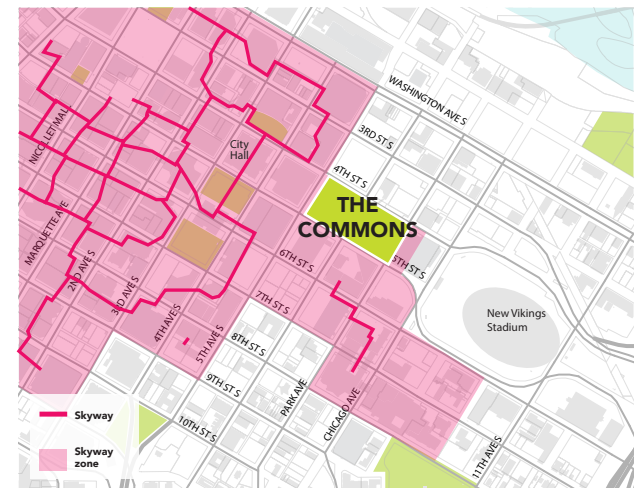 WASHINGTON AVE S
3RD ST S
4TH ST S
City
Hall
NICOLLET MAL
THE
COMMONS
MARQUETTE AVE
2ND AVE S
3RD AVE S
4TH AVE S
5TH AVE S
5TH ST S
6TH ST S
7TH ST S
8TH ST S
9TH ST S
10TH ST S
PARK AVE
CHICAGO AVE
11TH AVE S
New Vikings
Stadium
Skyway
Skyway
zone